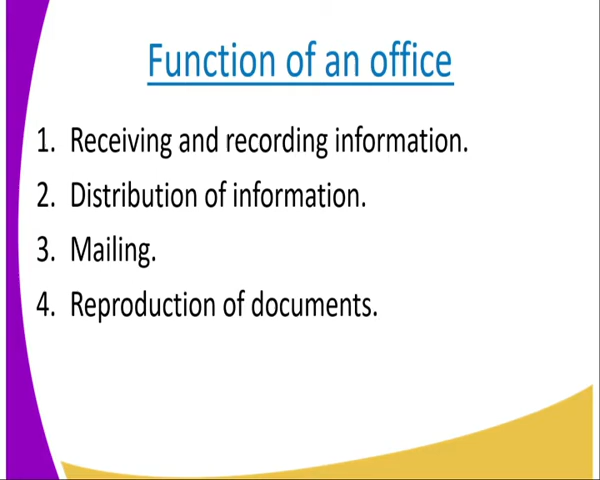 Function of an office
1. Receiving and recording information.
2. Distribution of information.
3. Mailing.
4. Reproduction of documents.